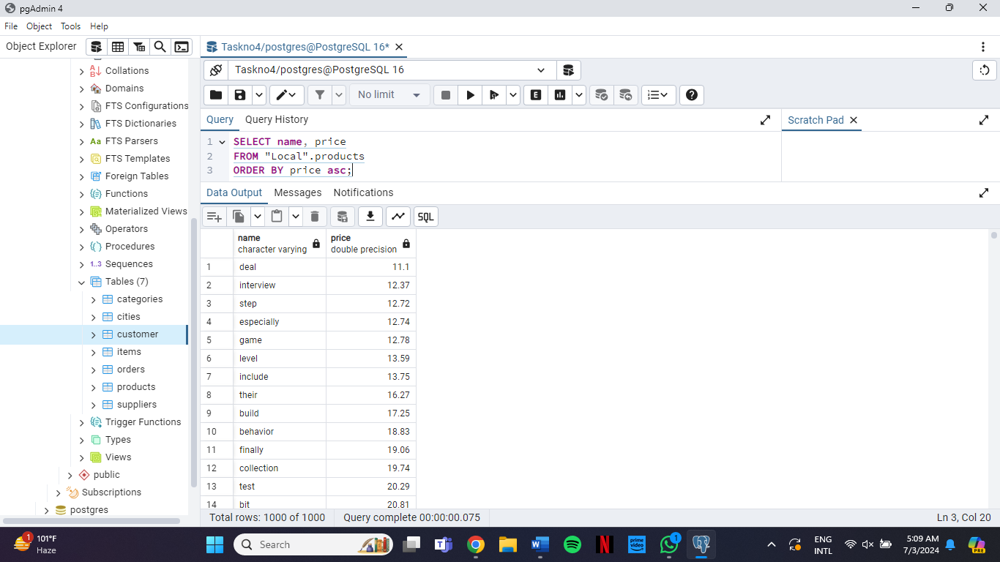 pgAdmin 4
File Object Tools Help
Object Explorer
Collations
Domains
FTS Configurations
FTS Dictionaries
Aa FTS Parsers
FTS Templates
Foreign Tables
Functions
Materialized Views
Operators
Procedures
1..3 Sequences
Tables (7)
categories
cities
customer
items
orders
products
suppliers
Trigger Functions
Types
Views
public
Subscriptions
postgres
Taskno4/postgres@PostgreSQL 16*
Taskno4/postgres@PostgreSQL 16
No limit
E
Query Query History
Scratch Pad
1 SELECT name, price
2 FROM "Local".products
3 ORDER BY price asc;
Data Output Messages Notifications
SQL
name price
character varying double precision
1 deal 11.1
2 interview 12.37
3 step 12.72
4 especially 12.74
5 game 12.78
6 level 13.59
7 include 13.75
8 their 16.27
9 build 17.25
10 behavior 18.83
11 finally 19.06
12 collection 19.74
13 test 20.29
14 bit 20.81
Total rows: 1000 of 1000 Query complete 00:00:00.075 Ln 3, Col 20
1
101°F
Haze
Search
prime video
1
ENG
INTL
5:09 AM
7/3/2024
PRE